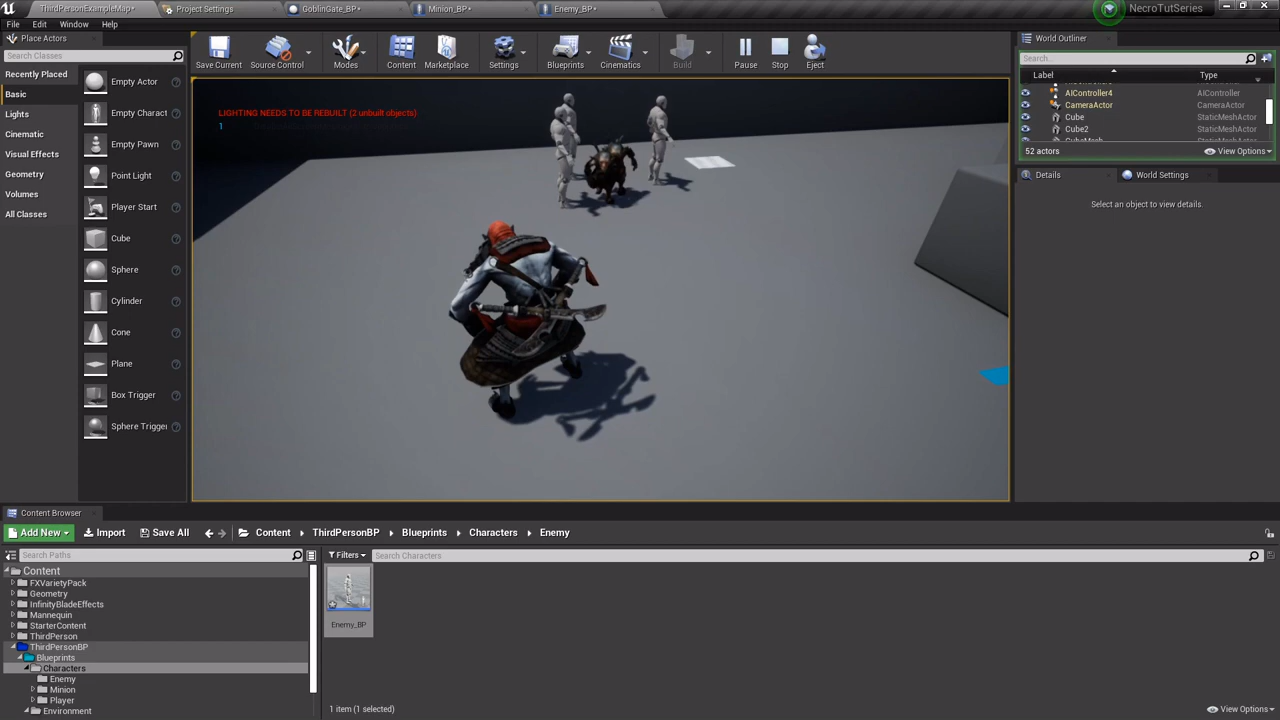 ThirdPersonExampleMap*
Project Settings
GoblinGate_BP*
Minion_BP*
Enemy_BP*
NecroTutSeries
File
Edit
Window
Help
Place Actors
Search Classes
Recently Placed
Basic
Lights
Cinematic
Visual Effects
Geometry
Volumes
All Classes
Empty Actor
Empty Charact
Empty Pawn
Point Light
Player Start
Cube
Sphere
Cylinder
Cone
Plane
Box Trigger
Sphere Trigge
Save Current
Source Control
Modes
Content
Marketplace
Settings
Blueprints
Cinematics
Build
Pause
Stop
Eject
LIGHTING NEEDS TO BE REBUILT (2 unbuilt objects)
1
World Outliner
Search...
Label
Type
AIController4
AIController
CameraActor
CameraActor
Cube
StaticMeshActor
Cube2
StaticMeshActor
52 actors
View Options
Details
World Settings
Select an object to view details.
Content Browser
Add New
Import
Save All
Content
ThirdPersonBP
Blueprints
Characters
Enemy
Search Paths
Filters
Search Characters
Content
FXVarietyPack
Geometry
InfinityBladeEffects
Mannequin
StarterContent
ThirdPerson
ThirdPersonBP
Blueprints
Characters
Enemy
Minion
Player
Environment
Enemy_BP
1 item (1 selected)
View Options